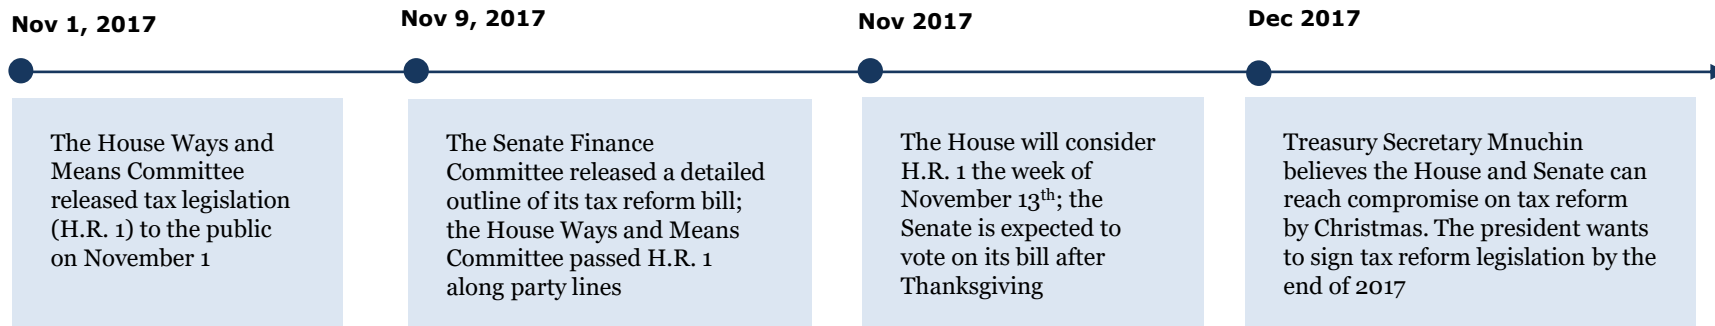 Nov 1, 2017
The House Ways and
Means Committee
released tax legislation
(H.R. 1) to the public
on November 1
Nov 9, 2017
The Senate Finance
Committee released a detailed
outline of its tax reform bill;
the House Ways and Means
Committee passed H.R. 1
along party lines
Nov 2017
The House will consider
H.R. 1 the week of
November 13th; the
Senate is expected to
vote on its bill after
Thanksgiving
Dec 2017
Treasury Secretary Mnuchin
believes the House and Senate can
reach compromise on tax reform
by Christmas. The president wants
to sign tax reform legislation by the
end of 2017